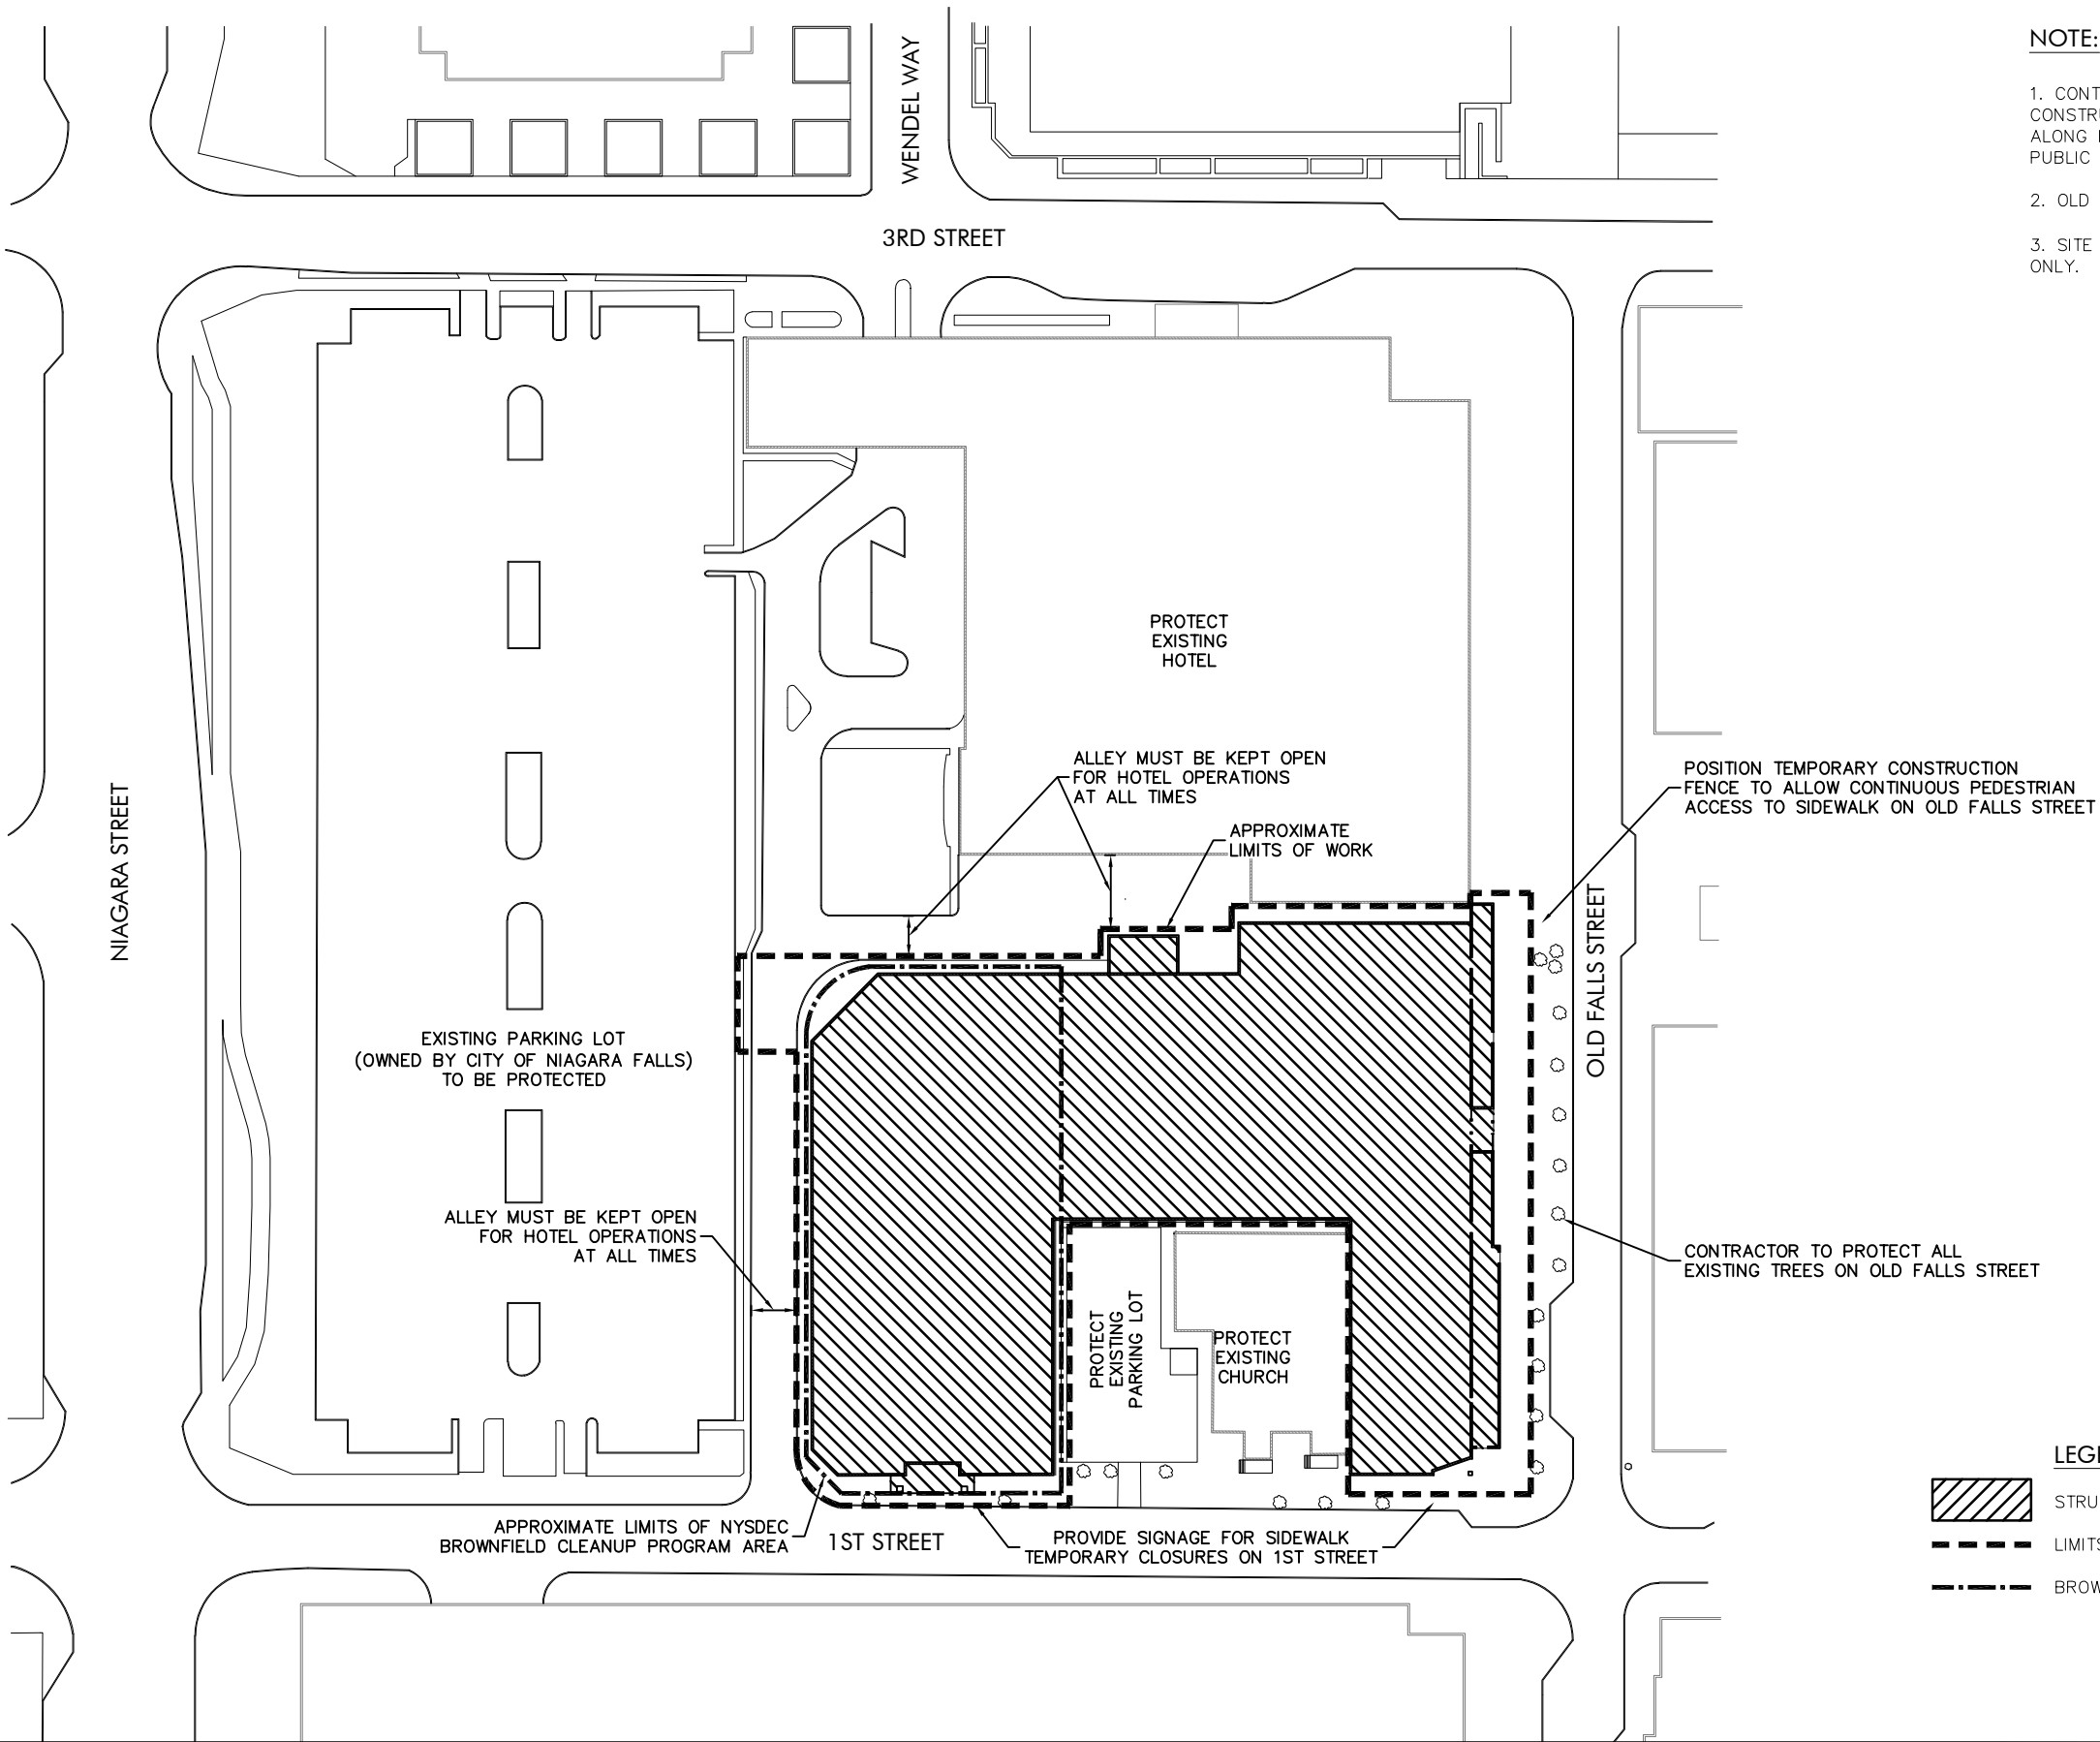 WENDEL WAY
NOTE:
1. CONT
CONSTR
ALONG
PUBLIC
2. OLD
3. SITE
ONLY.
3RD STREET
PROTECT
EXISTING
HOTEL
ALLEY MUST BE KEPT OPEN
FOR HOTEL OPERATIONS
AT ALL TIMES
POSITION TEMPORARY CONSTRUCTION
FENCE TO ALLOW CONTINUOUS PEDESTRIAN
ACCESS TO SIDEWALK ON OLD FALLS STREET
APPROXIMATE
LIMITS OF WORK
NIAGARA STREET
OLD FALLS STREET
EXISTING PARKING LOT
(OWNED BY CITY OF NIAGARA FALLS)
TO BE PROTECTED
ALLEY MUST BE KEPT OPEN
FOR HOTEL OPERATIONS
AT ALL TIMES
CONTRACTOR TO PROTECT ALL
EXISTING TREES ON OLD FALLS STREET
PROTECT
EXISTING
PARKING LOT
PROTECT
EXISTING
CHURCH
APPROXIMATE LIMITS OF NYSDEC
BROWNFIELD CLEANUP PROGRAM AREA
1ST STREET
PROVIDE SIGNAGE FOR SIDEWALK
TEMPORARY CLOSURES ON 1ST STREET
LEG
STRU
LIMITS
BROW